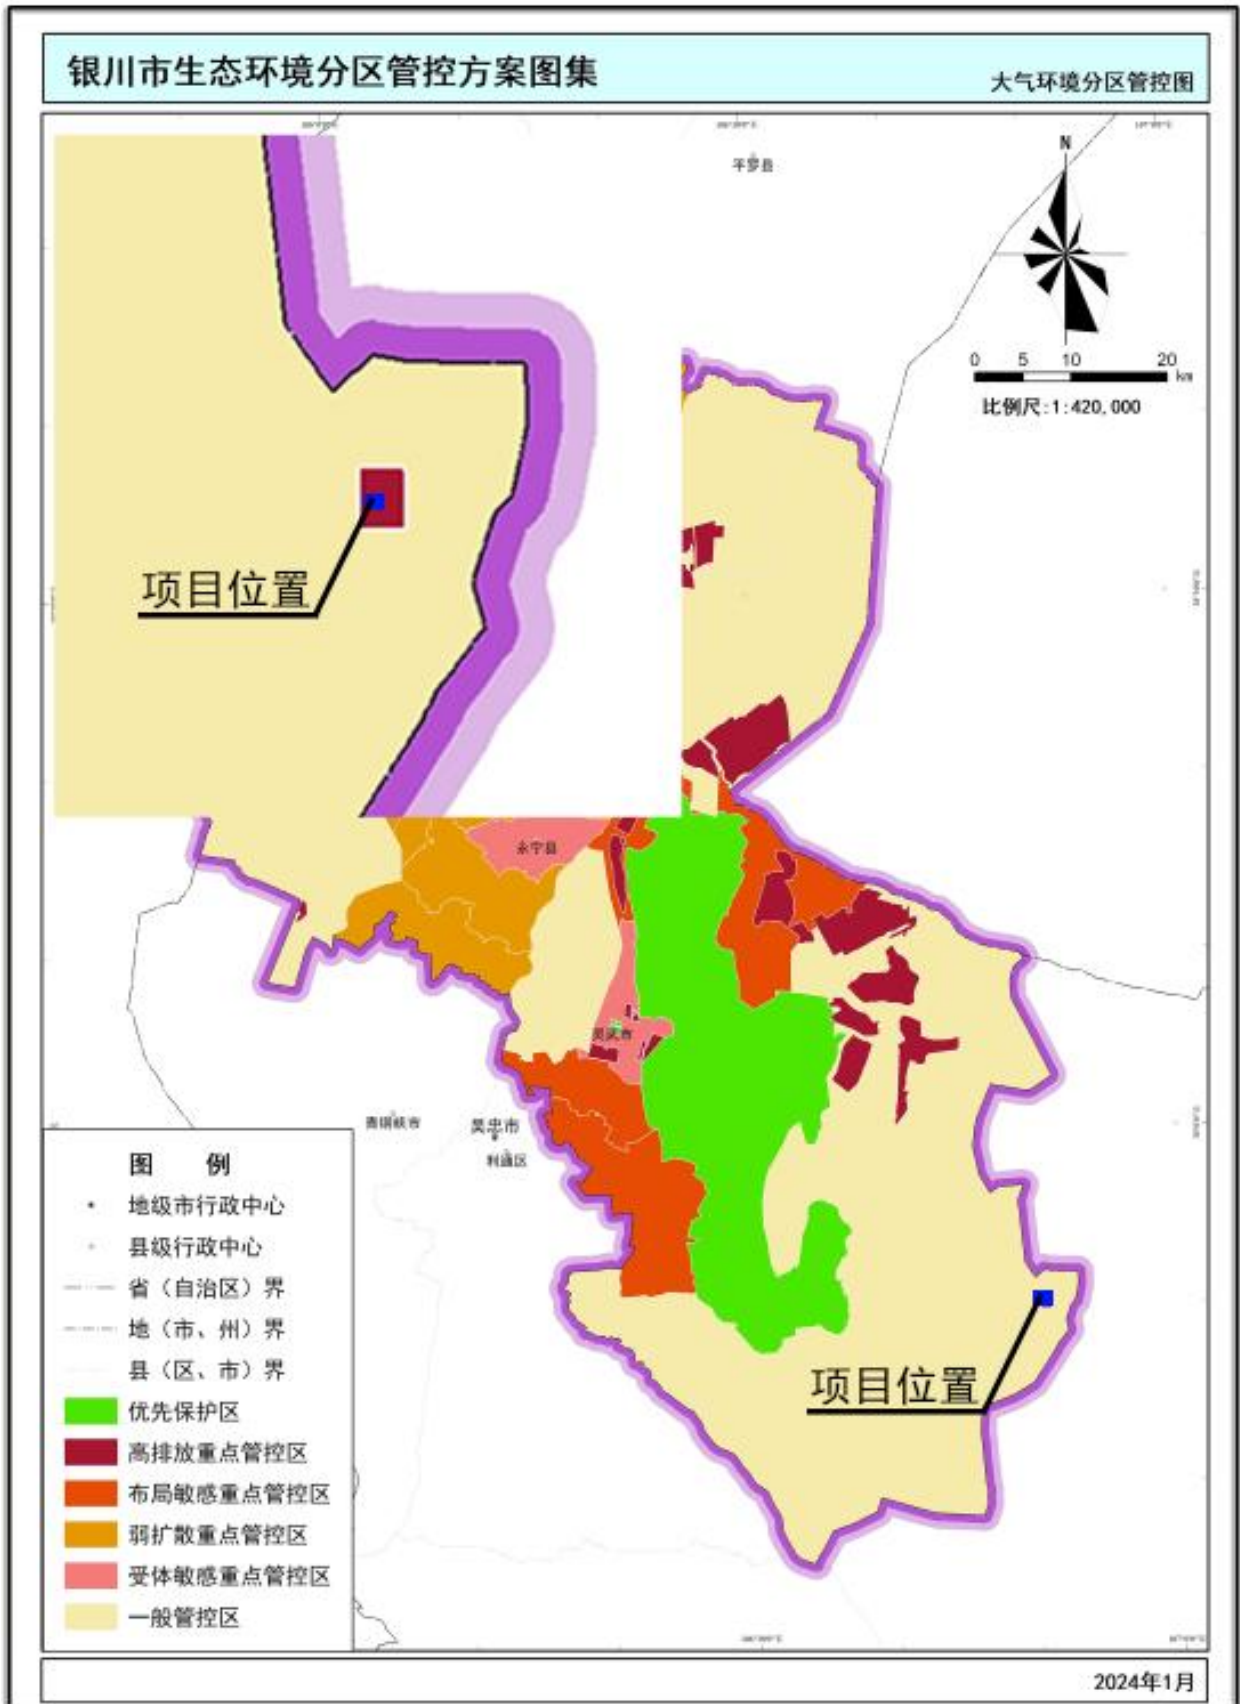 银川市生态环境分区管控方案图集
大气环境分区管控图
平罗县
N
0 5 10 20
km
比例尺:1:420,000
项目位置
永宁县
灵武市
青铜峡市
吴忠市
利通区
项目位置
图 例
地级市行政中心
县级行政中心
省（自治区）界
地（市、州）界
县（区、市）界
优先保护区
高排放重点管控区
布局敏感重点管控区
弱扩散重点管控区
受体敏感重点管控区
一般管控区
2024年1月